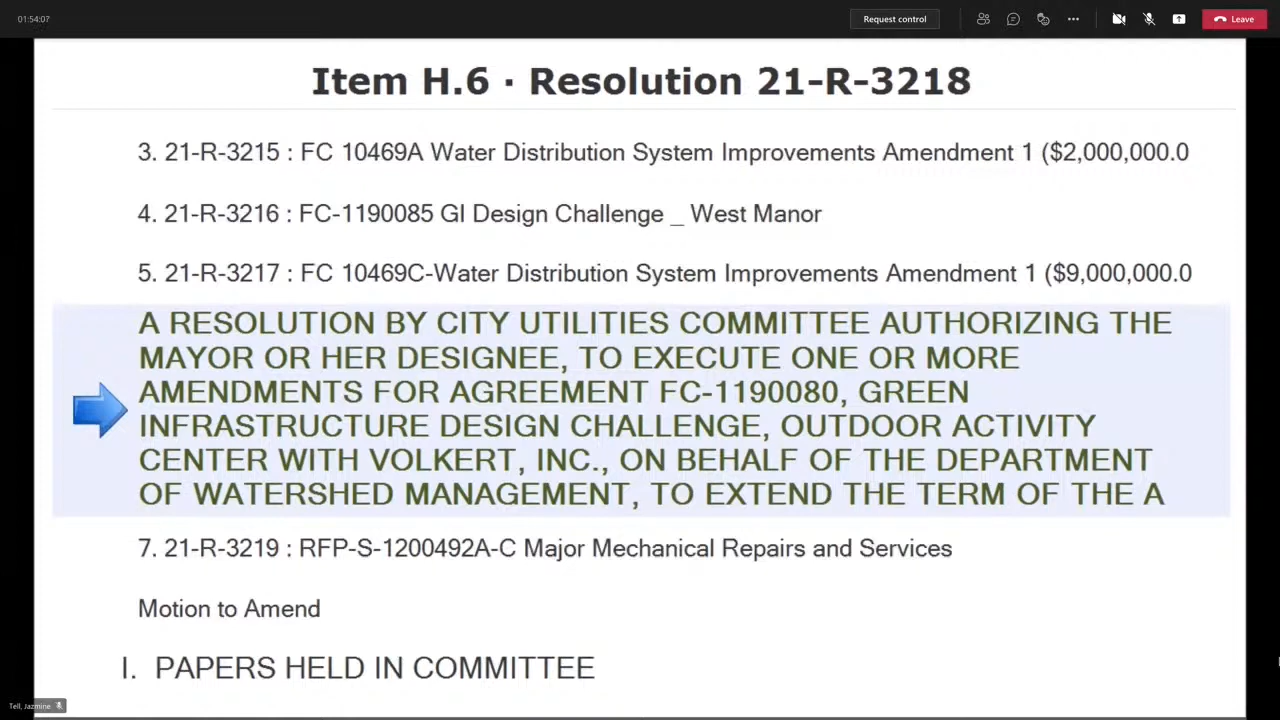 01:54:07
Request control
Leave
Item H.6 · Resolution 21-R-3218
3. 21-R-3215 : FC 10469A Water Distribution System Improvements Amendment 1 ($2,000,000.0
4. 21-R-3216 : FC-1190085 GI Design Challenge _ West Manor
5. 21-R-3217 : FC 10469C-Water Distribution System Improvements Amendment 1 ($9,000,000.0
A RESOLUTION BY CITY UTILITIES COMMITTEE AUTHORIZING THE
MAYOR OR HER DESIGNEE, TO EXECUTE ONE OR MORE
AMENDMENTS FOR AGREEMENT FC-1190080, GREEN
INFRASTRUCTURE DESIGN CHALLENGE, OUTDOOR ACTIVITY
CENTER WITH VOLKERT, INC., ON BEHALF OF THE DEPARTMENT
OF WATERSHED MANAGEMENT, TO EXTEND THE TERM OF THE A
7. 21-R-3219 : RFP-S-1200492A-C Major Mechanical Repairs and Services
Motion to Amend
I. PAPERS HELD IN COMMITTEE
Tell, Jazmine